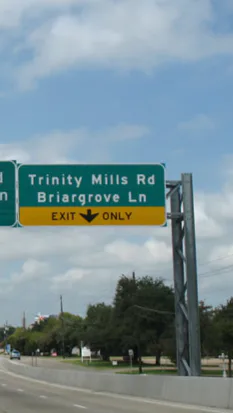 Trinity Mills Rd
Briargrove Ln
EXIT ONLY